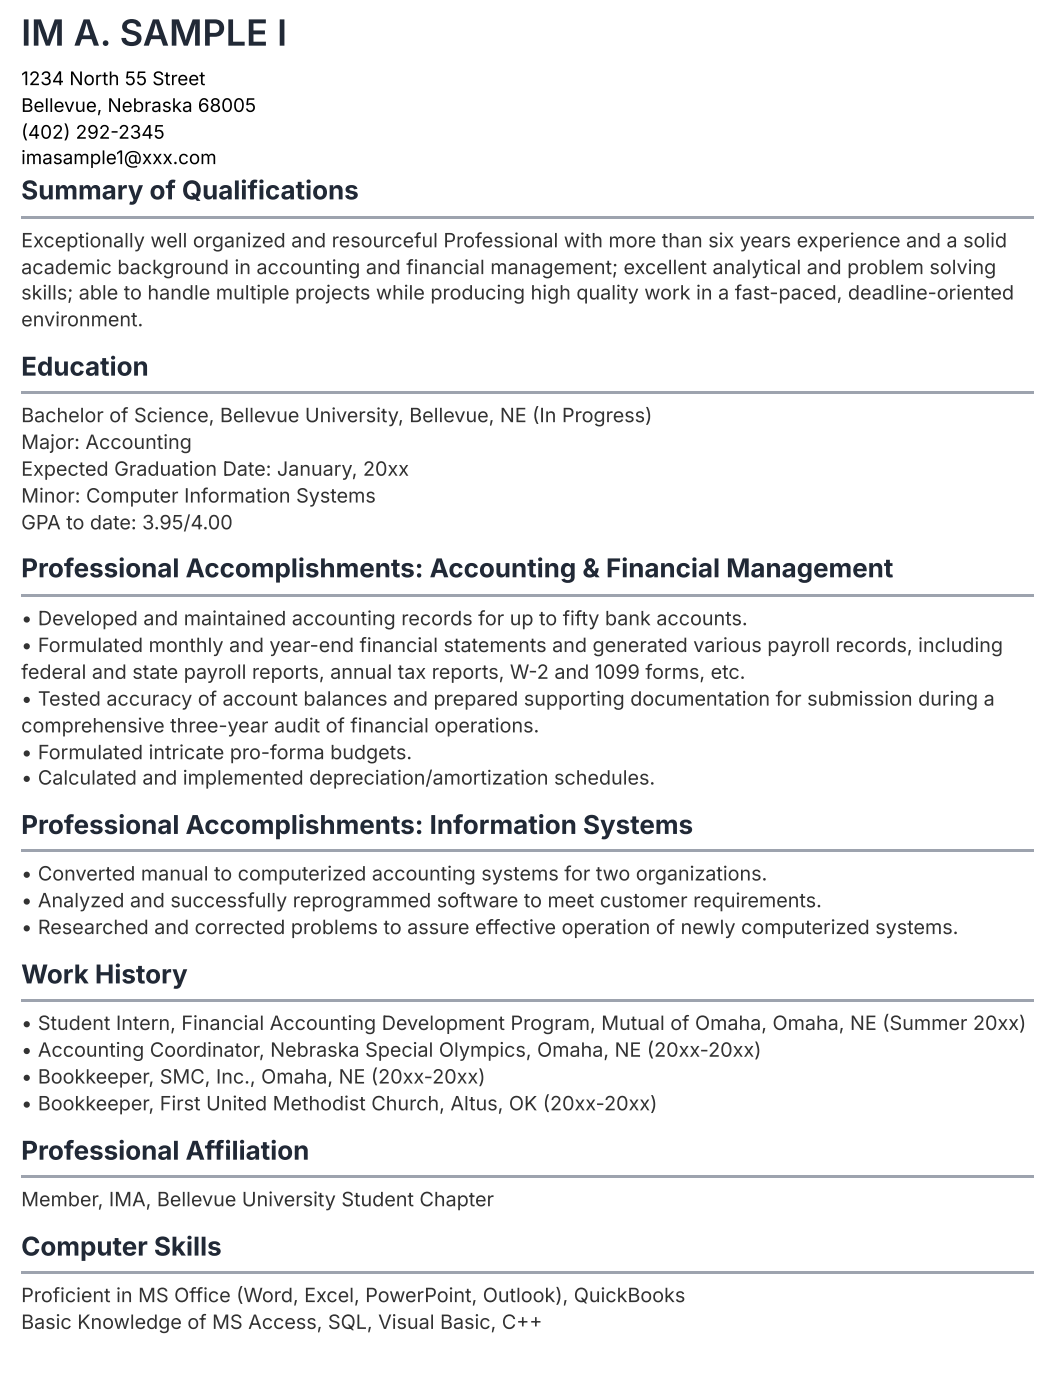 IM A. SAMPLE I
1234 North 55 Street
Bellevue, Nebraska 68005
(402) 292-2345
imasample1@xxx.com
Summary of Qualifications
Exceptionally well organized and resourceful Professional with more than six years experience and a solid
academic background in accounting and financial management; excellent analytical and problem solving
skills; able to handle multiple projects while producing high quality work in a fast-paced, deadline-oriented
environment.
Education
Bachelor of Science, Bellevue University, Bellevue, NE (In Progress)
Major: Accounting
Expected Graduation Date: January, 20xx
Minor: Computer Information Systems
GPA to date: 3.95/4.00
Professional Accomplishments: Accounting & Financial Management
• Developed and maintained accounting records for up to fifty bank accounts.
• Formulated monthly and year-end financial statements and generated various payroll records, including
federal and state payroll reports, annual tax reports, W-2 and 1099 forms, etc.
• Tested accuracy of account balances and prepared supporting documentation for submission during a
comprehensive three-year audit of financial operations.
• Formulated intricate pro-forma budgets.
• Calculated and implemented depreciation/amortization schedules.
Professional Accomplishments: Information Systems
• Converted manual to computerized accounting systems for two organizations.
• Analyzed and successfully reprogrammed software to meet customer requirements.
• Researched and corrected problems to assure effective operation of newly computerized systems.
Work History
• Student Intern, Financial Accounting Development Program, Mutual of Omaha, Omaha, NE (Summer 20xx)
• Accounting Coordinator, Nebraska Special Olympics, Omaha, NE (20xx-20xx)
• Bookkeeper, SMC, Inc., Omaha, NE (20xx-20xx)
• Bookkeeper, First United Methodist Church, Altus, OK (20xx-20xx)
Professional Affiliation
Member, IMA, Bellevue University Student Chapter
Computer Skills
Proficient in MS Office (Word, Excel, PowerPoint, Outlook), QuickBooks
Basic Knowledge of MS Access, SQL, Visual Basic, C++